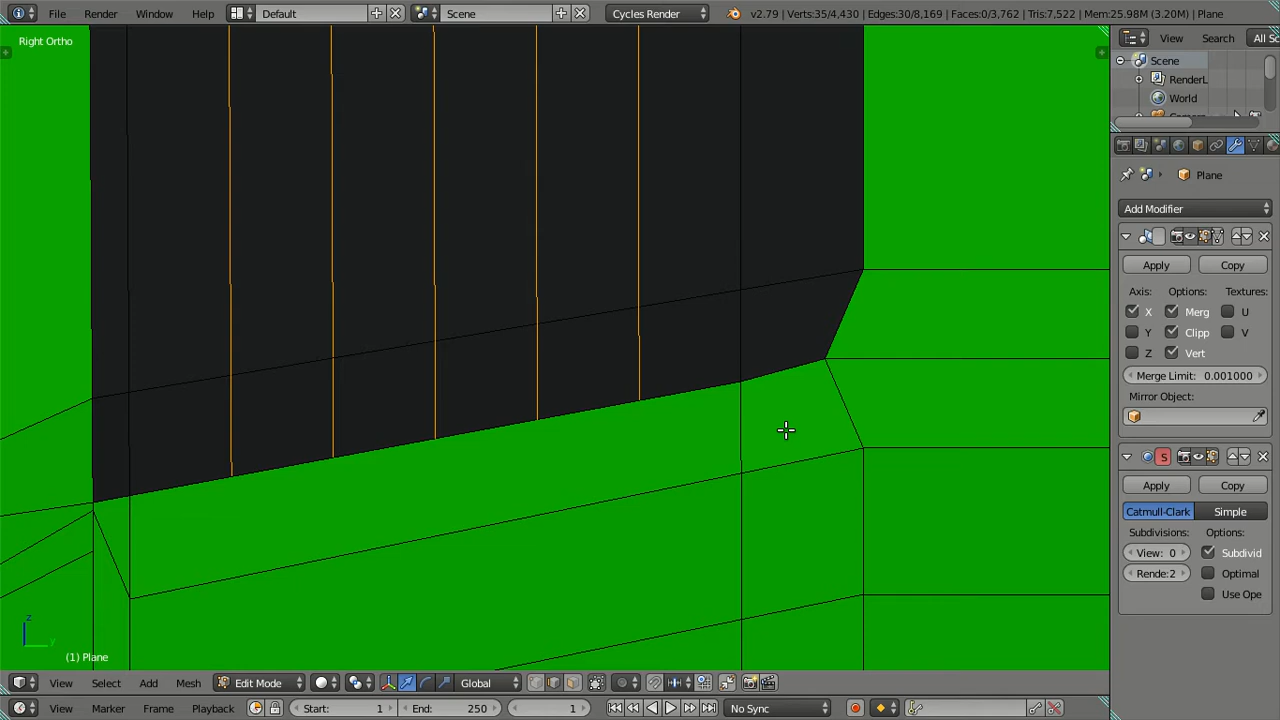 File Render Window Help Default Scene Cycles Render v2.79 | Verts:35/4,430 | Edges:30/8,169 | Faces:0/3,762 | Tris:7,522 | Mem:25.98M (3.20M) | Plane
Right Ortho
View Search All Sc
Scene
RenderL
World
Plane
Add Modifier
Apply Copy
Axis: Options: Textures:
X Merg U
Y Clipp V
Z Vert
Merge Limit: 0.001000
Mirror Object:
S
Apply Copy
Catmull-Clark Simple
Subdivisions: Options:
View: 0 Subdivid
Rende:2 Optimal
Use Ope
z
y
(1) Plane
View Select Add Mesh Edit Mode Global
View Marker Frame Playback Start: 1 End: 250 1 No Sync